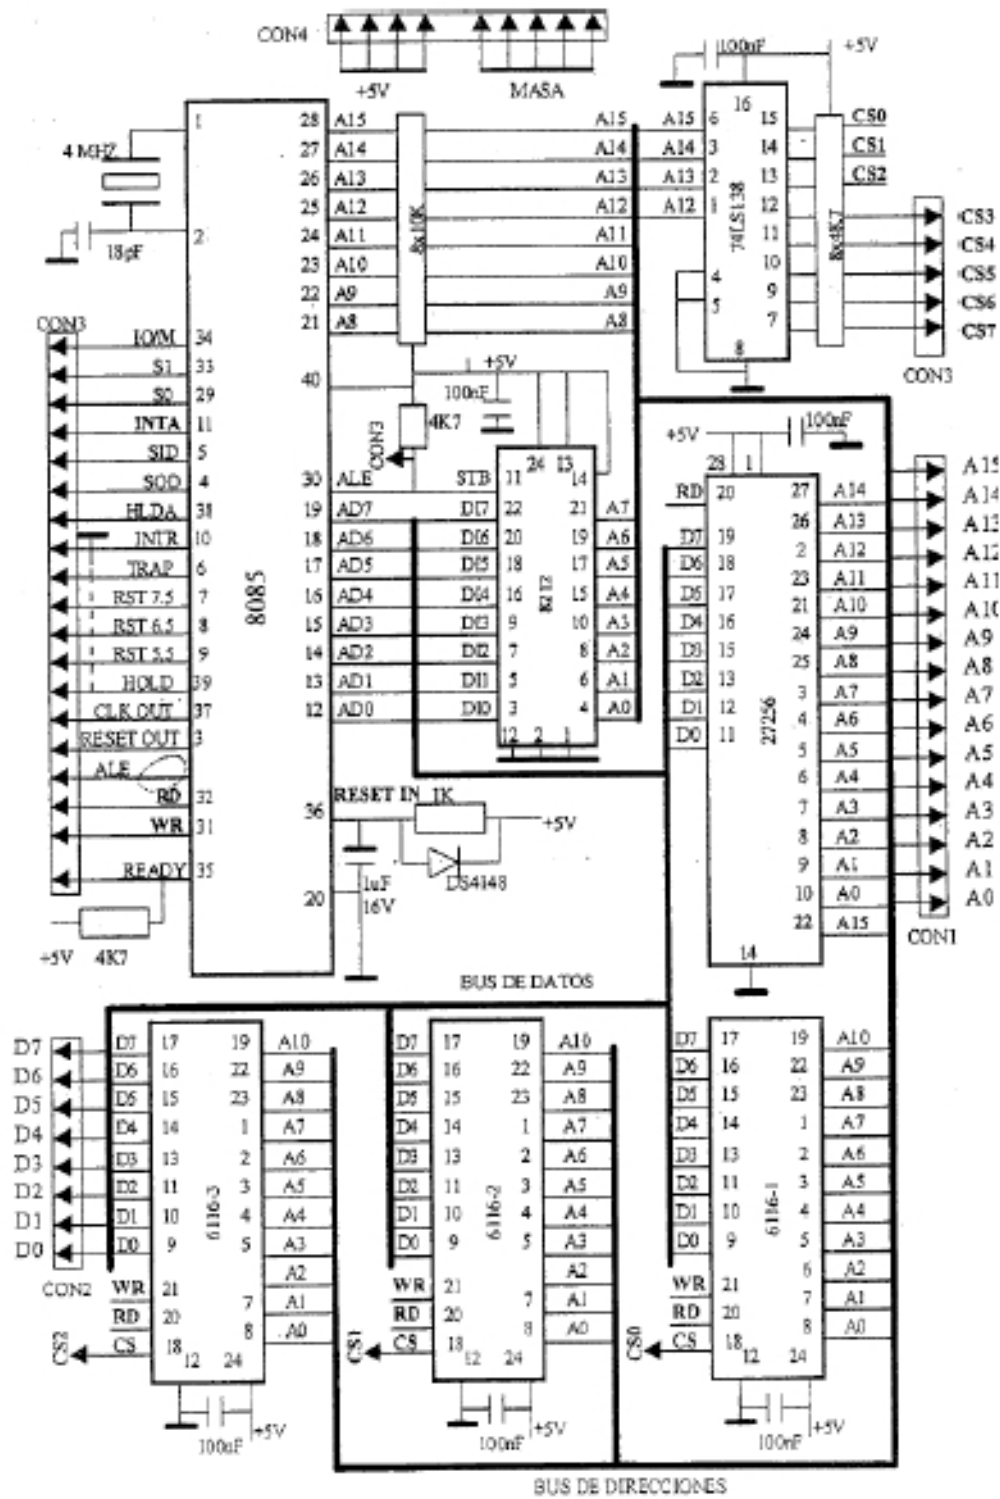 CON4
+5V
MASA
100nF
+5V
4 MHZ
18pF
1
2
8085
28 A15
27 A14
26 A13
25 A12
24 A11
23 A10
22 A9
21 A8
40
8x10K
A15
A14
A13
A12
A11
A10
A9
A8
A15 6
A14 3
A13 2
A12 1
4
5
16
8
74LS138
15
14
13
12
11
10
9
7
8x4K7
CS0
CS1
CS2
CS3
CS4
CS5
CS6
CS7
CON3
CON3
IO/M 34
S1 33
S0 29
INTA 11
SID 5
SOD 4
HLDA 38
INTR 10
TRAP 6
RST 7.5 7
RST 6.5 8
RST 5.5 9
HOLD 39
CLK OUT 37
RESET OUT 3
ALE
RD 32
WR 31
READY 35
+5V 4K7
+5V
100nF
4K7
CON3
30 ALE
19 AD7
18 AD6
17 AD5
16 AD4
15 AD3
14 AD2
13 AD1
12 AD0
STB 11
DI7 22
DI6 20
DI5 18
DI4 16
DI3 9
DI2 7
DI1 5
DI0 3
24 13 14
8212
21 A7
19 A6
17 A5
15 A4
10 A3
8 A2
6 A1
4 A0
12 2 1
36 RESET IN 1K
+5V
DS4148
1uF
16V
20
+5V
100nF
28 1
RD 20
D7 19
D6 18
D5 17
D4 16
D3 15
D2 13
D1 12
D0 11
27256
27 A14
26 A13
2 A12
23 A11
21 A10
24 A9
25 A8
3 A7
4 A6
5 A5
6 A4
7 A3
8 A2
9 A1
10 A0
22 A15
14
A15
A14
A13
A12
A11
A10
A9
A8
A7
A6
A5
A4
A3
A2
A1
A0
CON1
BUS DE DATOS
D7
D6
D5
D4
D3
D2
D1
D0
CON2
D7 17
D6 16
D5 15
D4 14
D3 13
D2 11
D1 10
D0 9
WR 21
RD 20
CS 18
CS2
6116-3
19 A10
22 A9
23 A8
1 A7
2 A6
3 A5
4 A4
5 A3
A2
7 A1
8 A0
12 24
100nF
+5V
D7 17
D6 16
D5 15
D4 14
D3 13
D2 11
D1 10
D0 9
WR 21
RD 20
CS 18
CS1
6116-2
19 A10
22 A9
23 A8
1 A7
2 A6
3 A5
4 A4
5 A3
A2
7 A1
8 A0
12 24
100nF
+5V
D7 17
D6 16
D5 15
D4 14
D3 13
D2 11
D1 10
D0 9
WR 21
RD 20
CS 18
CS0
6116-1
19 A10
22 A9
23 A8
1 A7
2 A6
3 A5
4 A4
5 A3
6 A2
7 A1
8 A0
12 24
100nF
+5V
BUS DE DIRECCIONES